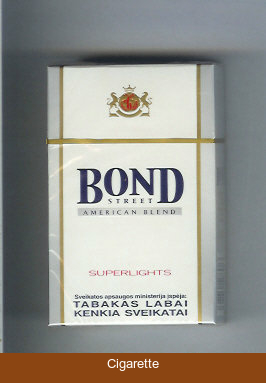 BOND
STREET
AMERICAN BLEND
SUPERLIGHTS
Sveikatos apsaugos ministerija įspėja:
TABAKAS LABAI
KENKIA SVEIKATAI
Cigarette